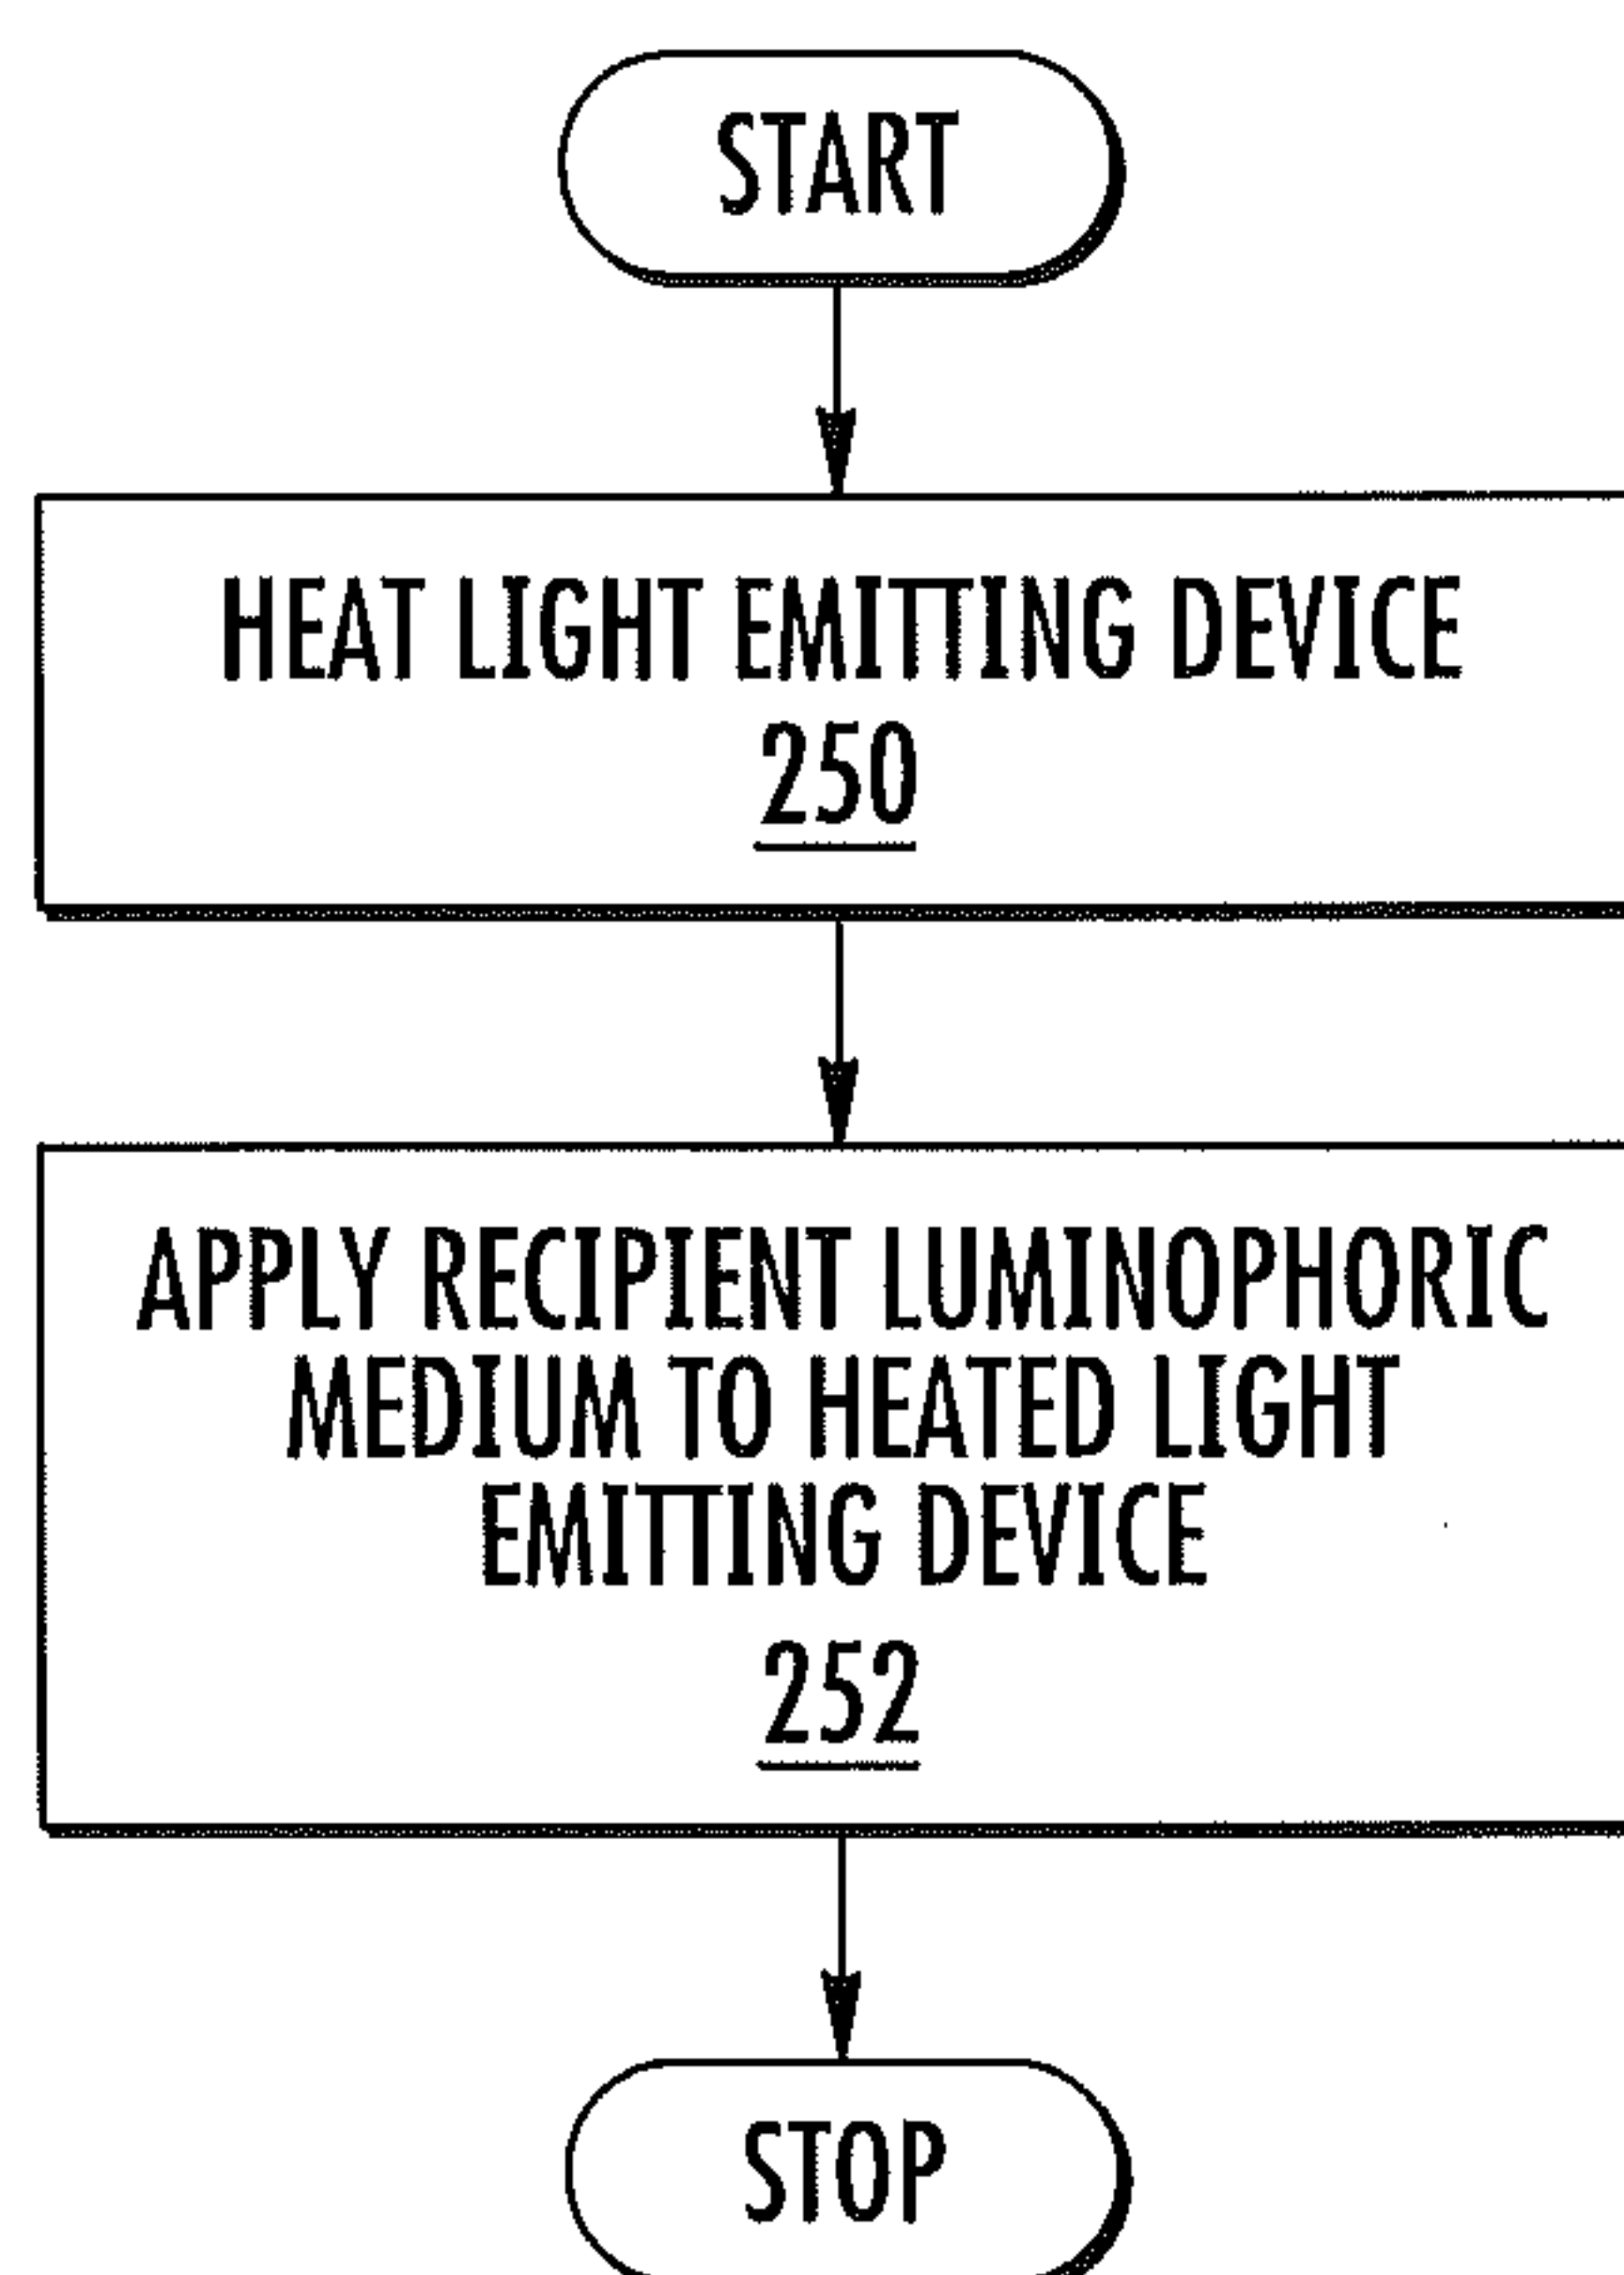 START
HEAT LIGHT EMITTING DEVICE
250
APPLY RECIPIENT LUMINOPHORIC
MEDIUM TO HEATED LIGHT
EMITTING DEVICE
252
STOP